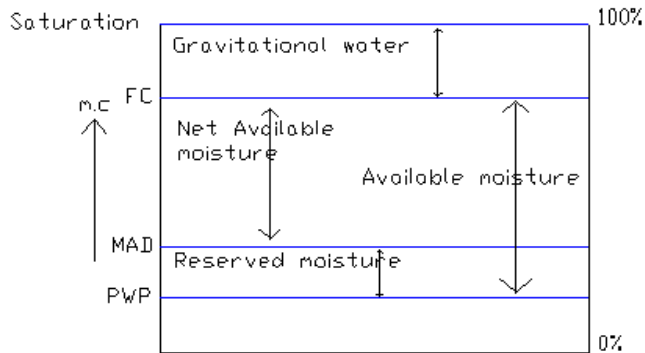 Saturation
100%
Gravitational water
FC
m.c
Net Available
moisture
Available moisture
MAD
Reserved moisture
PWP
0%